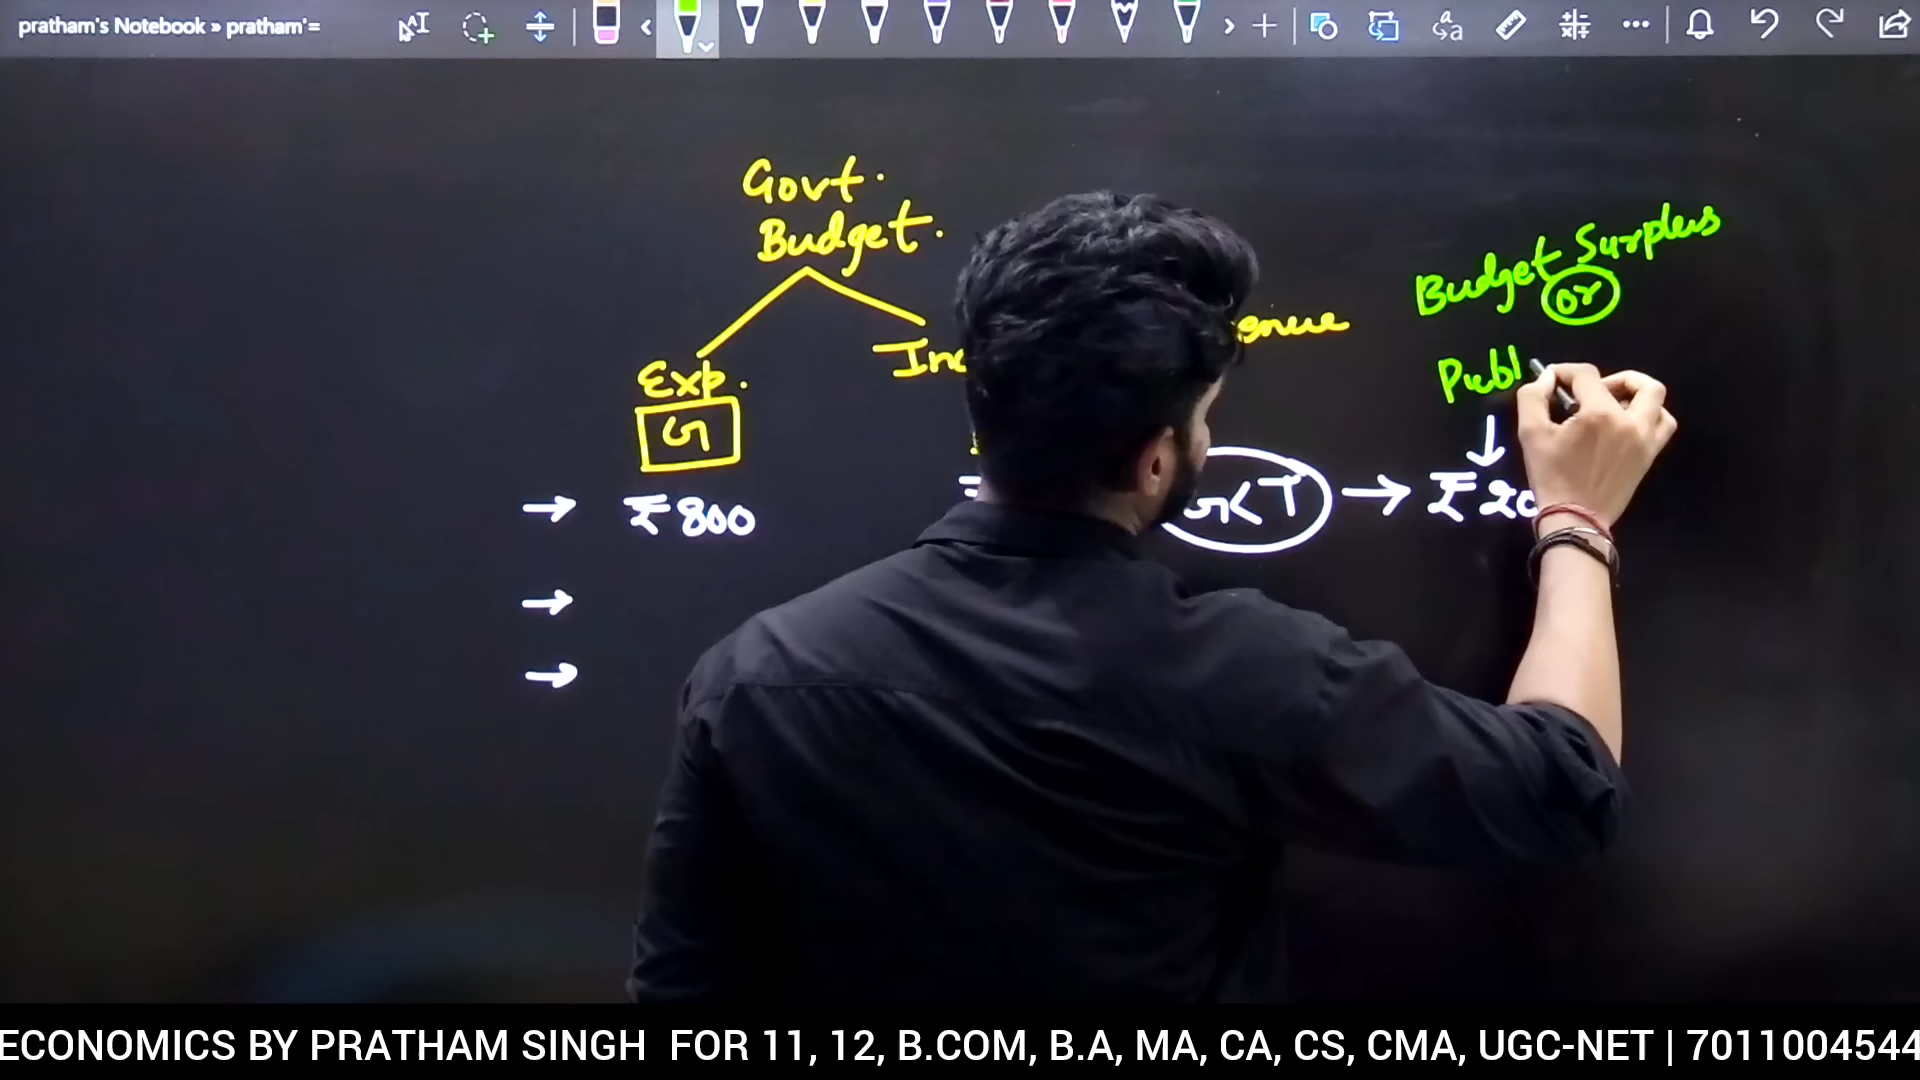 pratham's Notebook » pratham'=
Govt.
Budget.
Exp.
G
Budget Surplus
or
Publ
→ ₹800
G<T → ₹20
→
→
ECONOMICS BY PRATHAM SINGH FOR 11, 12, B.COM, B.A, MA, CA, CS, CMA, UGC-NET | 7011004544